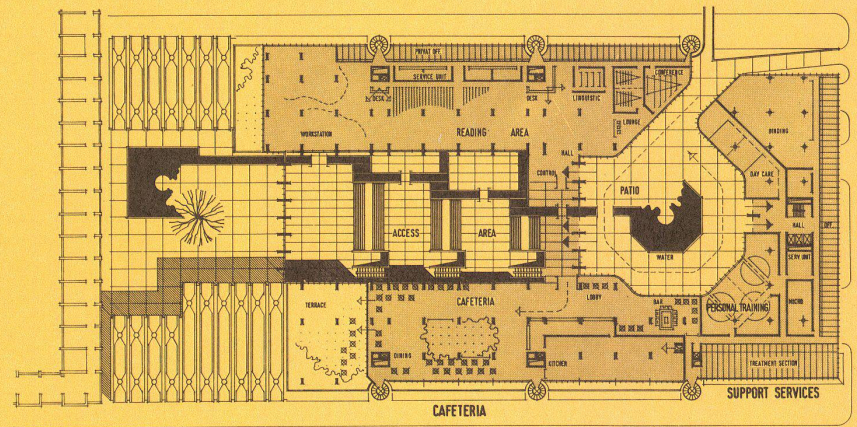 PRIVAT OFF
SERVICE UNIT
CONFERENCE
DESK
DESK
LINGUISTIC
WORKSTATION
READING AREA
LOUNGE
BINDING
HALL
CONTROL
DAY CARE
PATIO
ACCESS AREA
HALL
OFF
WATER
SERV UNIT
CAFETERIA
LOBBY
TERRACE
BAR
PERSONAL TRAINING
MICRO
DINING
KITCHEN
TREATMENT SECTION
SUPPORT SERVICES
CAFETERIA